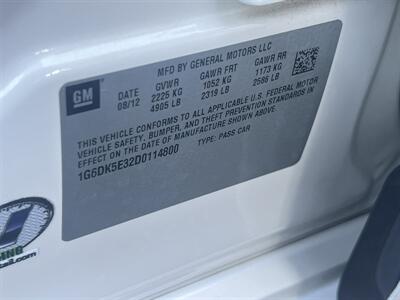 GM
MFD BY GENERAL MOTORS LLC
DATE GVWR GAWR FRT GAWR RR
08/12 2225 KG 1052 KG 1173 KG
4905 LB 2319 LB 2586 LB
THIS VEHICLE CONFORMS TO ALL APPLICABLE U.S. FEDERAL MOTOR
VEHICLE SAFETY, BUMPER, AND THEFT PREVENTION STANDARDS IN
EFFECT ON THE DATE OF MANUFACTURE SHOWN ABOVE.
1G6DK5E32D0114800 TYPE: PASS CAR